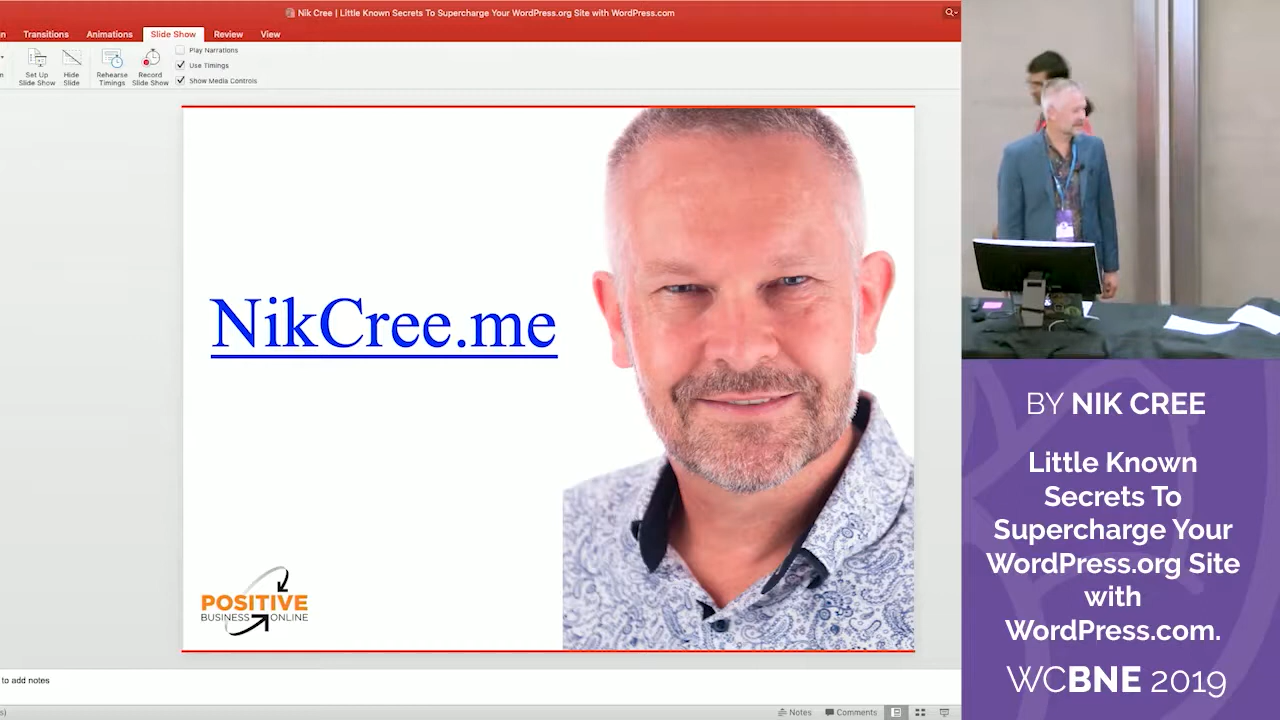 Nik Cree | Little Known Secrets To Supercharge Your WordPress.org Site with WordPress.com
Transitions
Animations
Slide Show
Review
View
Set Up
Slide Show
Hide
Slide
Rehearse
Timings
Record
Slide Show
Play Narrations
Use Timings
Show Media Controls
NikCree.me
POSITIVE
BUSINESS ONLINE
to add notes
Notes
Comments
BY NIK CREE
Little Known
Secrets To
Supercharge Your
WordPress.org Site
with
WordPress.com.
WCBNE 2019